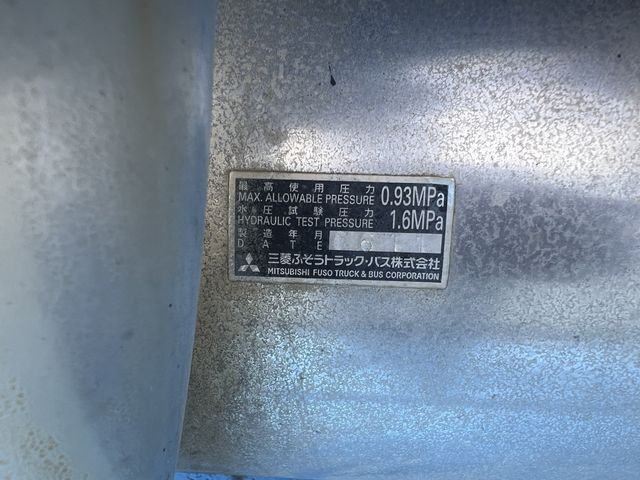 最高使用圧力 0.93MPa
MAX. ALLOWABLE PRESSURE
水圧試験圧力 1.6MPa
HYDRAULIC TEST PRESSURE
製造年月
DATE
三菱ふそうトラック・バス株式会社
MITSUBISHI FUSO TRUCK & BUS CORPORATION